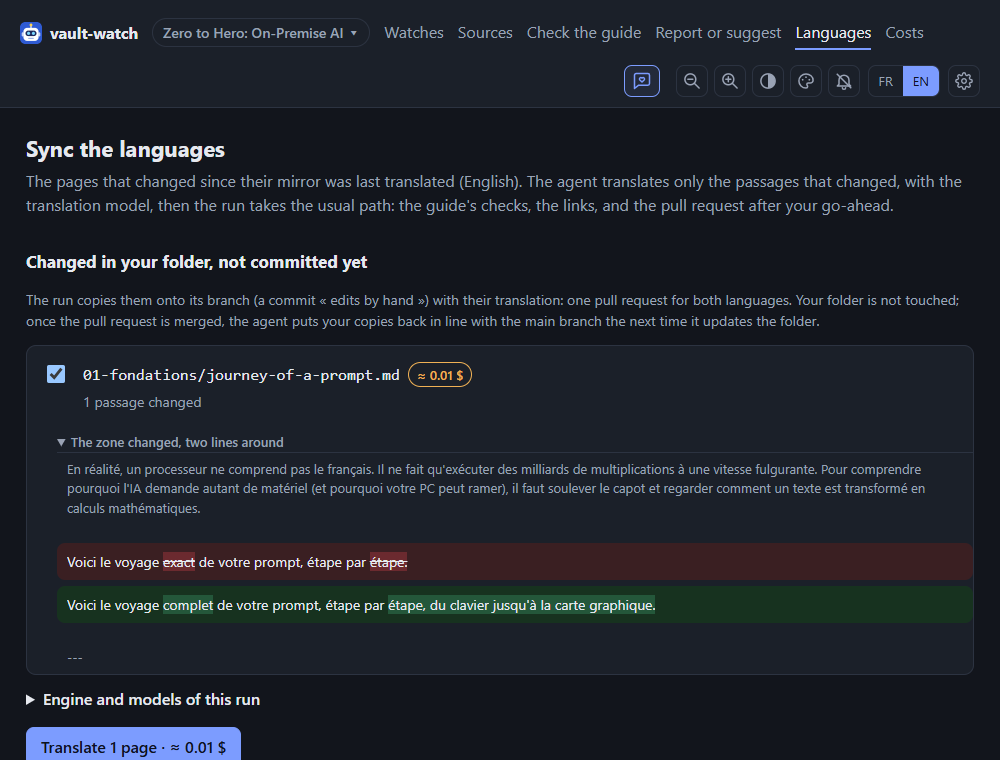 vault-watch
Zero to Hero: On-Premise AI ▾
Watches
Sources
Check the guide
Report or suggest
Languages
Costs
FR
EN
Sync the languages
The pages that changed since their mirror was last translated (English). The agent translates only the passages that changed, with the
translation model, then the run takes the usual path: the guide's checks, the links, and the pull request after your go-ahead.
Changed in your folder, not committed yet
The run copies them onto its branch (a commit « edits by hand ») with their translation: one pull request for both languages. Your folder is not touched;
once the pull request is merged, the agent puts your copies back in line with the main branch the next time it updates the folder.
01-fondations/journey-of-a-prompt.md ≈ 0.01 $
1 passage changed
▼ The zone changed, two lines around
En réalité, un processeur ne comprend pas le français. Il ne fait qu'exécuter des milliards de multiplications à une vitesse fulgurante. Pour comprendre
pourquoi l'IA demande autant de matériel (et pourquoi votre PC peut ramer), il faut soulever le capot et regarder comment un texte est transformé en
calculs mathématiques.
Voici le voyage exact de votre prompt, étape par étape.
Voici le voyage complet de votre prompt, étape par étape, du clavier jusqu'à la carte graphique.
---
▶ Engine and models of this run
Translate 1 page · ≈ 0.01 $